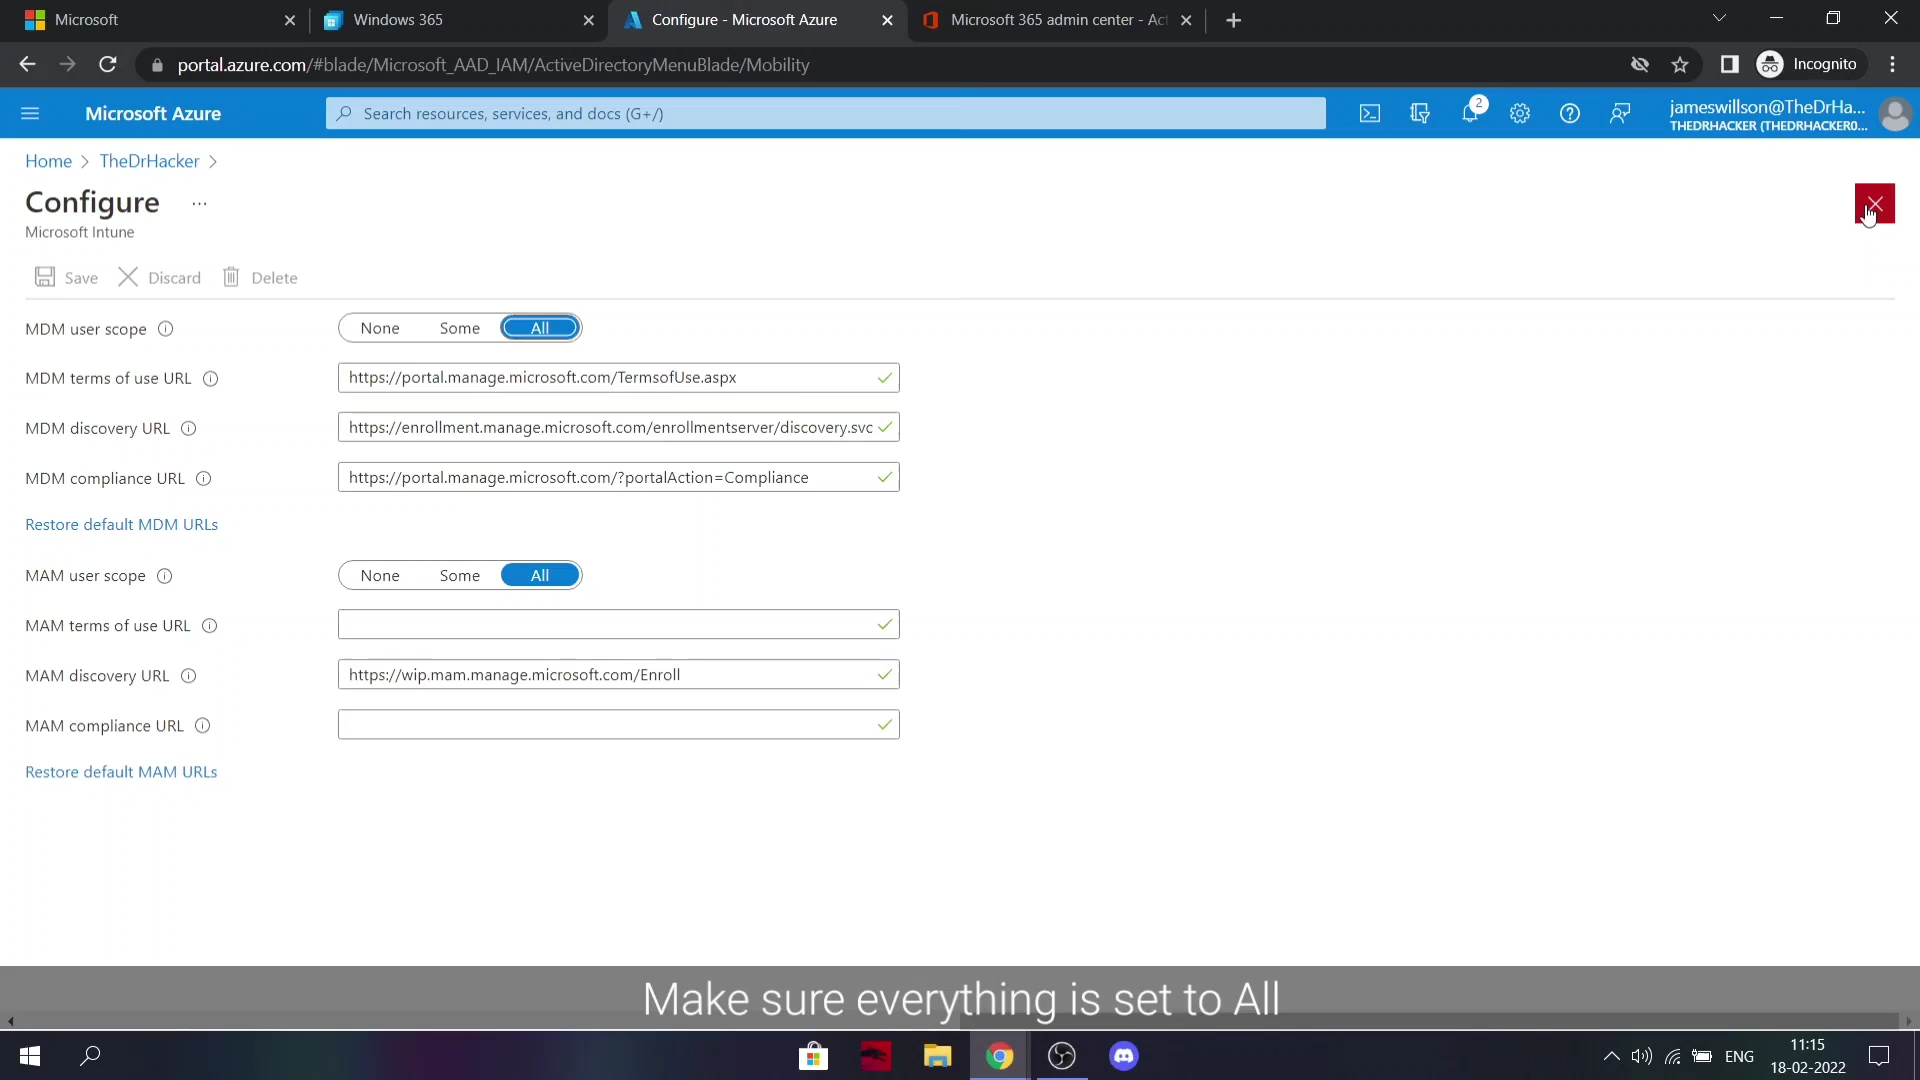 Microsoft
Windows 365
Configure - Microsoft Azure
Microsoft 365 admin center - Act
portal.azure.com/#blade/Microsoft_AAD_IAM/ActiveDirectoryMenuBlade/Mobility
Incognito
Microsoft Azure
Search resources, services, and docs (G+/)
2
jameswillson@TheDrHa...
THEDRHACKER (THEDRHACKER0...
Home > TheDrHacker >
Configure ...
Microsoft Intune
Save Discard Delete
MDM user scope None Some All
MDM terms of use URL https://portal.manage.microsoft.com/TermsofUse.aspx
MDM discovery URL https://enrollment.manage.microsoft.com/enrollmentserver/discovery.svc
MDM compliance URL https://portal.manage.microsoft.com/?portalAction=Compliance
Restore default MDM URLs
MAM user scope None Some All
MAM terms of use URL
MAM discovery URL https://wip.mam.manage.microsoft.com/Enroll
MAM compliance URL
Restore default MAM URLs
Make sure everything is set to All
ENG
11:15
18-02-2022